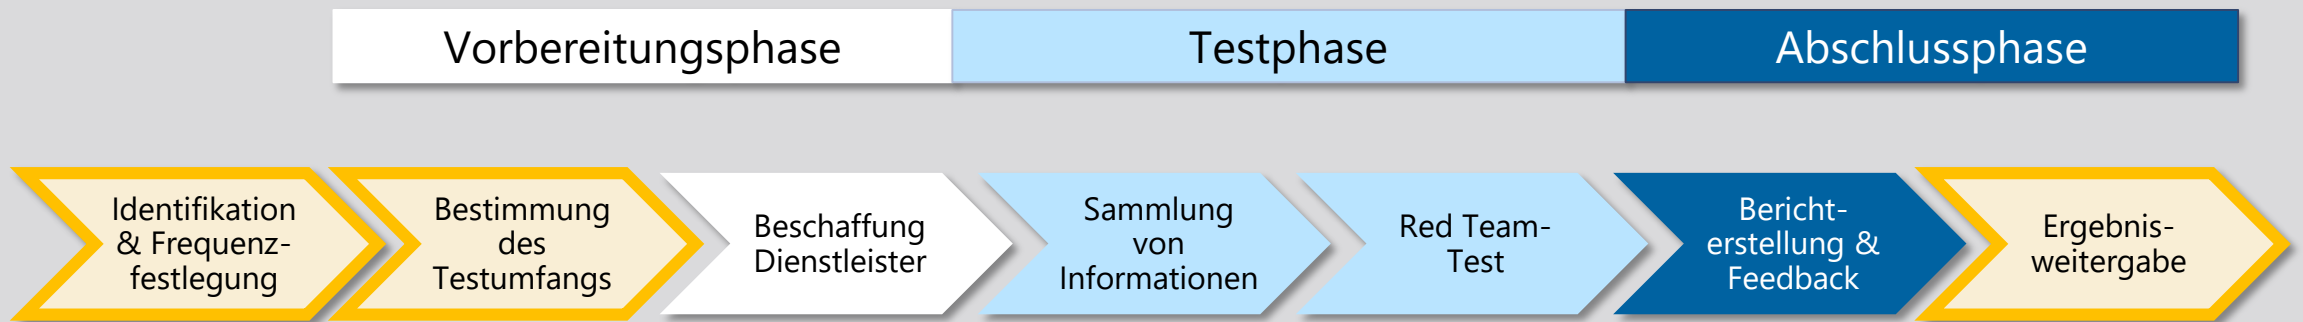 Vorbereitungsphase
Testphase
Abschlussphase
Identifikation
& Frequenz-
festlegung
Bestimmung
des
Testumfangs
Beschaffung
Dienstleister
Sammlung
von
Informationen
Red Team-
Test
Bericht-
erstellung &
Feedback
Ergebnis-
weitergabe